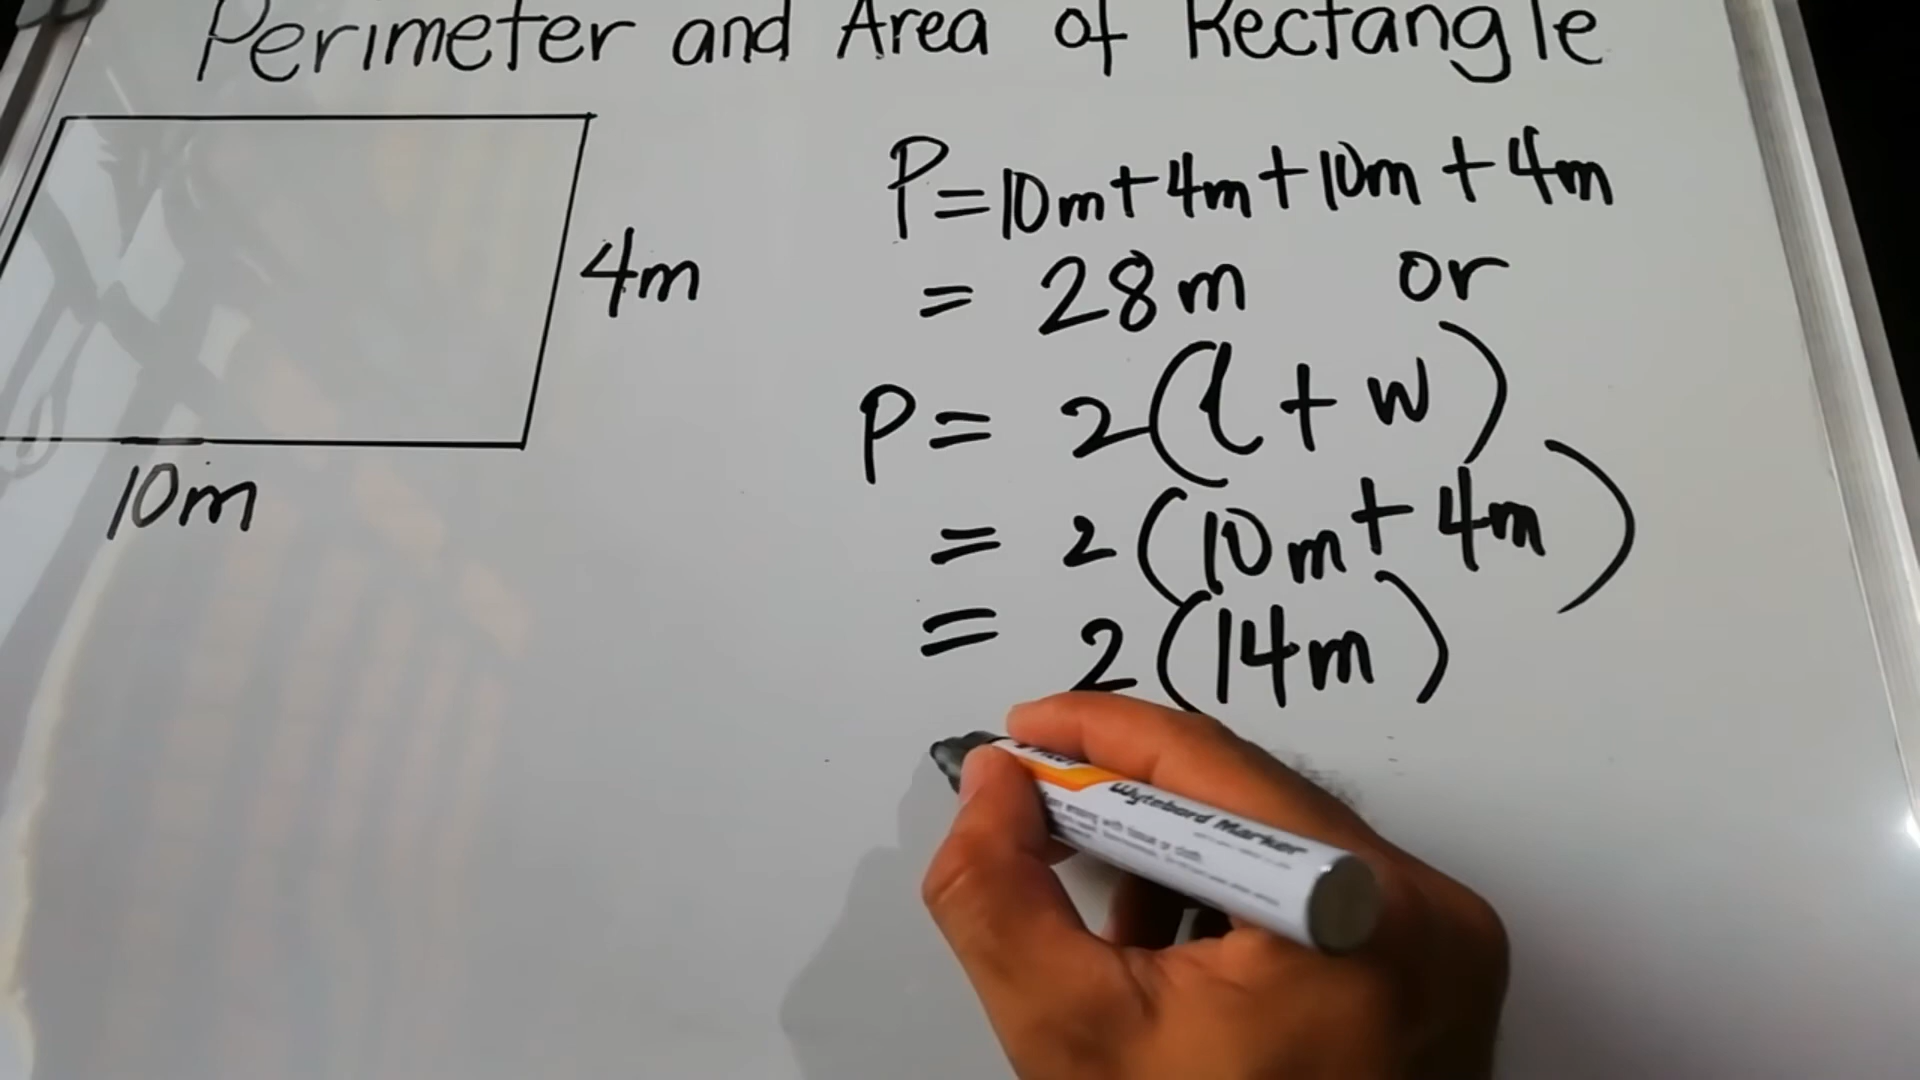 Perimeter and Area of Rectangle
4m
10m
P=10m+4m+10m+4m
= 28m or
P= 2(l + w)
= 2(10m+4m)
= 2(14m)
Wytebord Marker